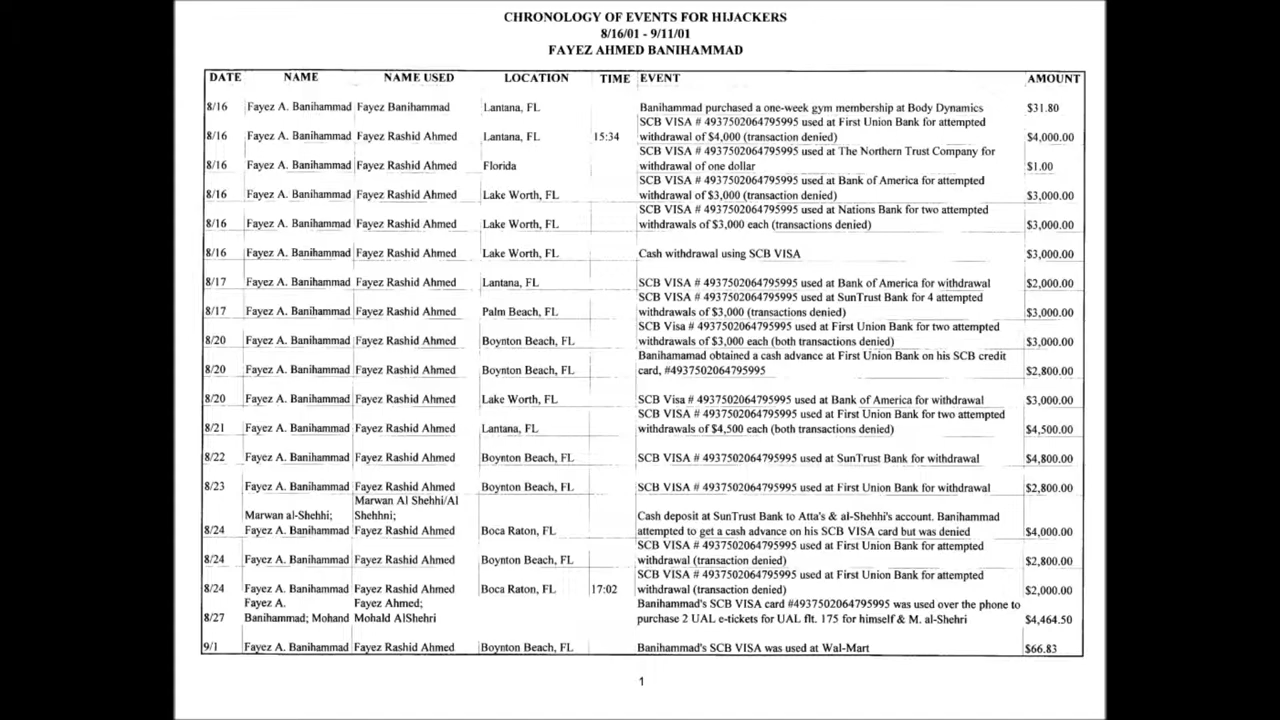 CHRONOLOGY OF EVENTS FOR HIJACKERS
8/16/01 - 9/11/01
FAYEZ AHMED BANIHAMMAD
DATE NAME NAME USED LOCATION TIME EVENT AMOUNT
8/16 Fayez A. Banihammad Fayez Banihammad Lantana, FL Banihammad purchased a one-week gym membership at Body Dynamics $31.80
SCB VISA # 4937502064795995 used at First Union Bank for attempted
8/16 Fayez A. Banihammad Fayez Rashid Ahmed Lantana, FL 15:34 withdrawal of $4,000 (transaction denied) $4,000.00
SCB VISA # 4937502064795995 used at The Northern Trust Company for
8/16 Fayez A. Banihammad Fayez Rashid Ahmed Florida withdrawal of one dollar $1.00
SCB VISA # 4937502064795995 used at Bank of America for attempted
8/16 Fayez A. Banihammad Fayez Rashid Ahmed Lake Worth, FL withdrawal of $3,000 (transaction denied) $3,000.00
SCB VISA # 4937502064795995 used at Nations Bank for two attempted
8/16 Fayez A. Banihammad Fayez Rashid Ahmed Lake Worth, FL withdrawals of $3,000 each (transactions denied) $3,000.00
8/16 Fayez A. Banihammad Fayez Rashid Ahmed Lake Worth, FL Cash withdrawal using SCB VISA $3,000.00
8/17 Fayez A. Banihammad Fayez Rashid Ahmed Lantana, FL SCB VISA # 4937502064795995 used at Bank of America for withdrawal $2,000.00
SCB VISA # 4937502064795995 used at SunTrust Bank for 4 attempted
8/17 Fayez A. Banihammad Fayez Rashid Ahmed Palm Beach, FL withdrawals of $3,000 (transactions denied) $3,000.00
SCB Visa # 4937502064795995 used at First Union Bank for two attempted
8/20 Fayez A. Banihammad Fayez Rashid Ahmed Boynton Beach, FL withdrawals of $3,000 each (both transactions denied) $3,000.00
Banihamamad obtained a cash advance at First Union Bank on his SCB credit
8/20 Fayez A. Banihammad Fayez Rashid Ahmed Boynton Beach, FL card, #4937502064795995 $2,800.00
8/20 Fayez A. Banihammad Fayez Rashid Ahmed Lake Worth, FL SCB Visa # 4937502064795995 used at Bank of America for withdrawal $3,000.00
SCB VISA # 4937502064795995 used at First Union Bank for two attempted
8/21 Fayez A. Banihammad Fayez Rashid Ahmed Lantana, FL withdrawals of $4,500 each (both transactions denied) $4,500.00
8/22 Fayez A. Banihammad Fayez Rashid Ahmed Boynton Beach, FL SCB VISA # 4937502064795995 used at SunTrust Bank for withdrawal $4,800.00
8/23 Fayez A. Banihammad Fayez Rashid Ahmed Boynton Beach, FL SCB VISA # 4937502064795995 used at First Union Bank for withdrawal $2,800.00
Marwan Al Shehhi/Al
Marwan al-Shehhi; Shehhni; Cash deposit at SunTrust Bank to Atta's & al-Shehhi's account. Banihammad
8/24 Fayez A. Banihammad Fayez Rashid Ahmed Boca Raton, FL attempted to get a cash advance on his SCB VISA card but was denied $4,000.00
SCB VISA # 4937502064795995 used at First Union Bank for attempted
8/24 Fayez A. Banihammad Fayez Rashid Ahmed Boynton Beach, FL withdrawal (transaction denied) $2,800.00
SCB VISA # 4937502064795995 used at First Union Bank for attempted
8/24 Fayez A. Banihammad Fayez Rashid Ahmed Boca Raton, FL 17:02 withdrawal (transaction denied) $2,000.00
Fayez A. Fayez Ahmed; Banihammad's SCB VISA card #4937502064795995 was used over the phone to
8/27 Banihammad; Mohand Mohald AlShehri purchase 2 UAL e-tickets for UAL flt. 175 for himself & M. al-Shehri $4,464.50
9/1 Fayez A. Banihammad Fayez Rashid Ahmed Boynton Beach, FL Banihammad's SCB VISA was used at Wal-Mart $66.83
1